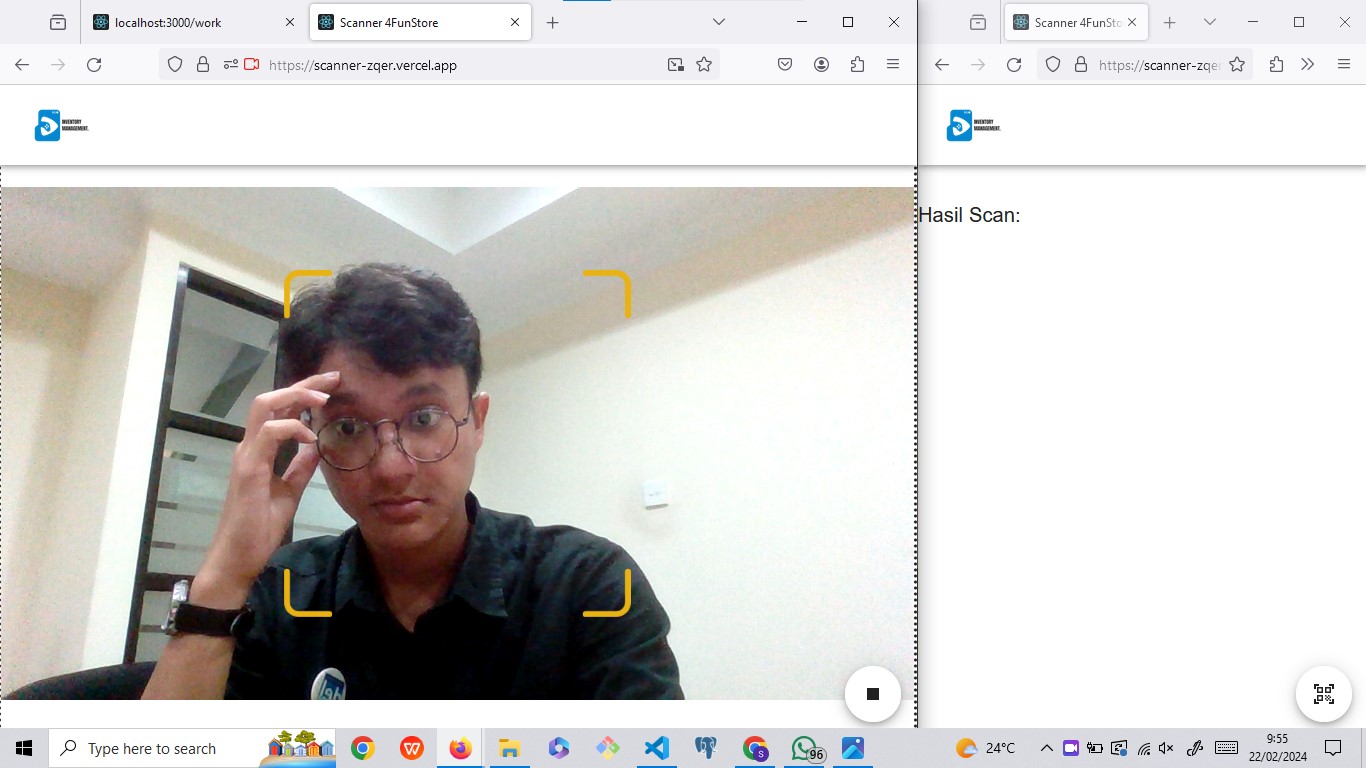 localhost:3000/work
Scanner 4FunStore
Scanner 4FunSto
https://scanner-zqer.vercel.app
https://scanner-zqer
INVENTORY
MANAGEMENT.
INVENTORY
MANAGEMENT.
Hasil Scan:
Type here to search
S
96
24°C
9:55
22/02/2024